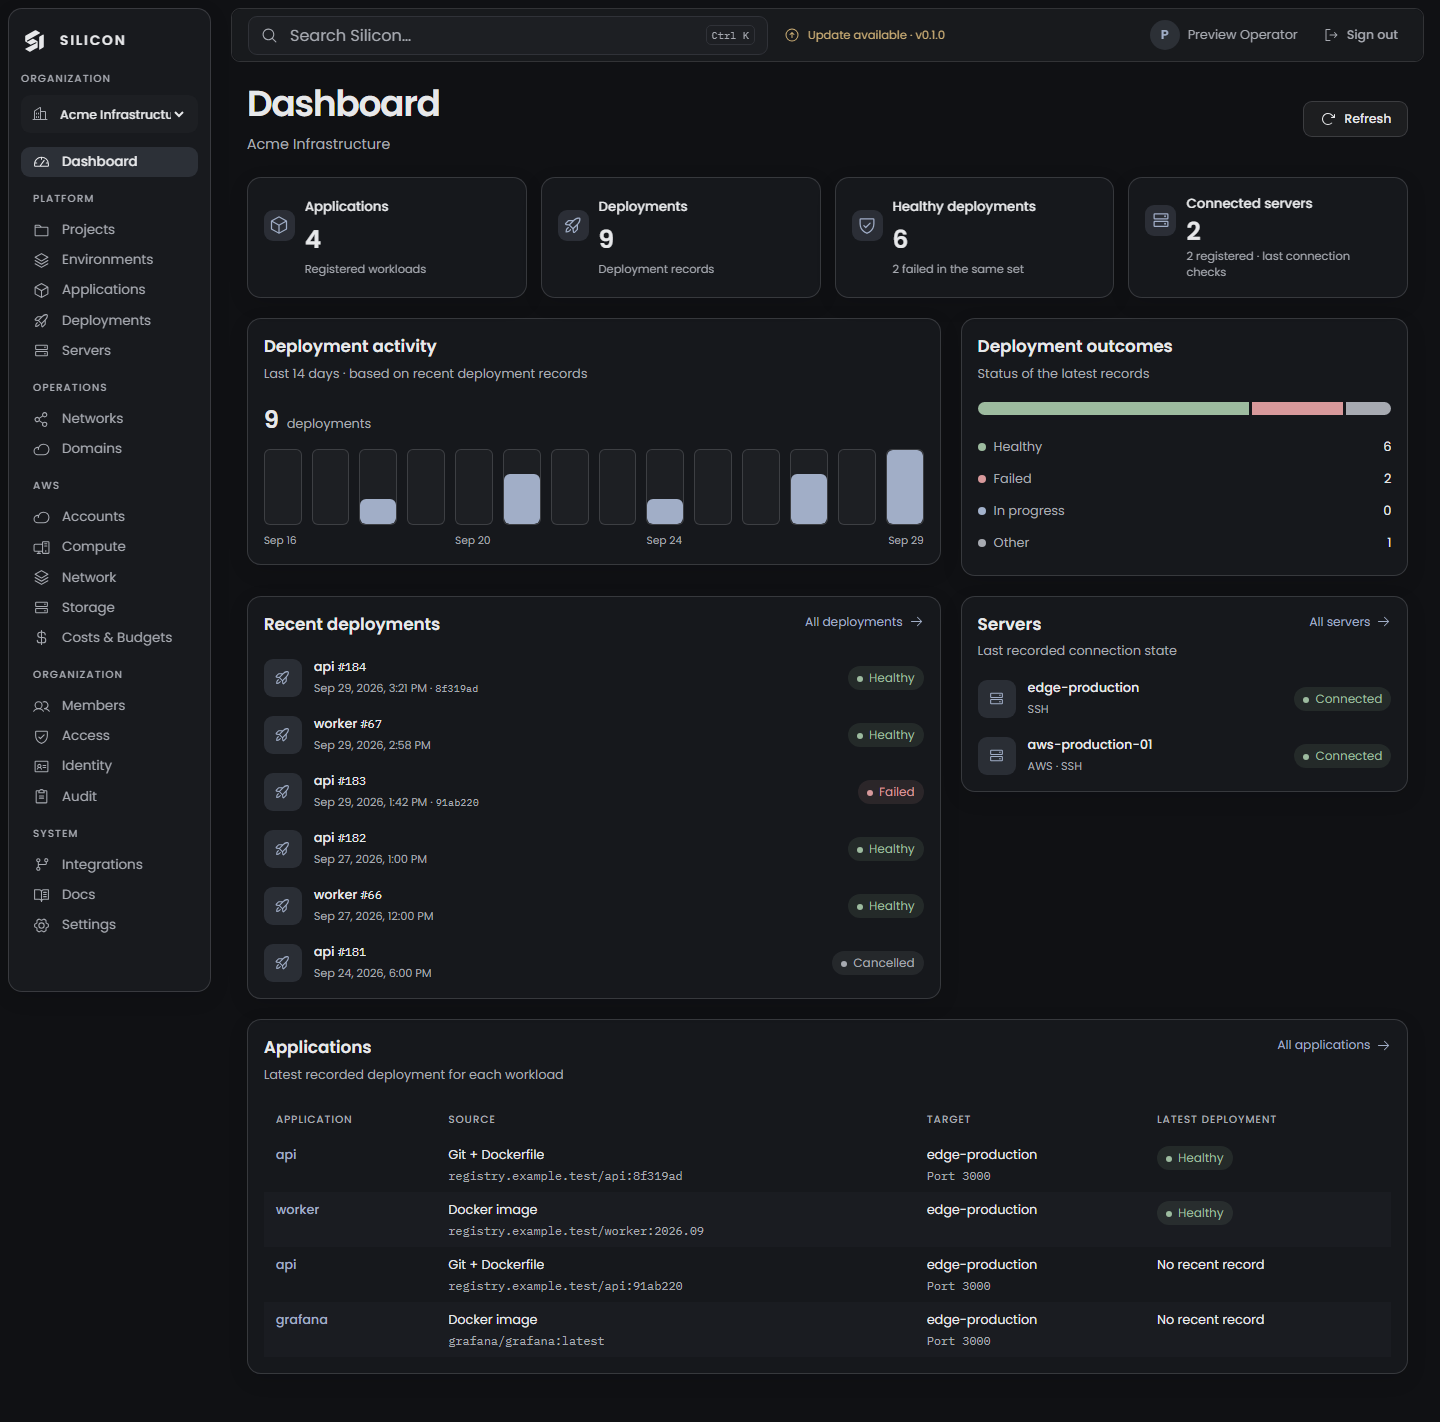 SILICON
ORGANIZATION
Acme Infrastructu
Dashboard
PLATFORM
Projects
Environments
Applications
Deployments
Servers
OPERATIONS
Networks
Domains
AWS
Accounts
Compute
Network
Storage
Costs & Budgets
ORGANIZATION
Members
Access
Identity
Audit
SYSTEM
Integrations
Docs
Settings
Search Silicon...
Ctrl K
Update available · v0.1.0
P
Preview Operator
Sign out
Dashboard
Acme Infrastructure
Refresh
Applications
4
Registered workloads
Deployments
9
Deployment records
Healthy deployments
6
2 failed in the same set
Connected servers
2
2 registered · last connection
checks
Deployment activity
Last 14 days · based on recent deployment records
9 deployments
Sep 16 Sep 20 Sep 24 Sep 29
Deployment outcomes
Status of the latest records
Healthy 6
Failed 2
In progress 0
Other 1
Recent deployments
All deployments
api #184
Sep 29, 2026, 3:21 PM · 8f319ad
Healthy
worker #67
Sep 29, 2026, 2:58 PM
Healthy
api #183
Sep 29, 2026, 1:42 PM · 91ab220
Failed
api #182
Sep 27, 2026, 1:00 PM
Healthy
worker #66
Sep 27, 2026, 12:00 PM
Healthy
api #181
Sep 24, 2026, 6:00 PM
Cancelled
Servers
All servers
Last recorded connection state
edge-production
SSH
Connected
aws-production-01
AWS · SSH
Connected
Applications
All applications
Latest recorded deployment for each workload
APPLICATION SOURCE TARGET LATEST DEPLOYMENT
api Git + Dockerfile edge-production Healthy
registry.example.test/api:8f319ad Port 3000
worker Docker image edge-production Healthy
registry.example.test/worker:2026.09
api Git + Dockerfile edge-production No recent record
registry.example.test/api:91ab220 Port 3000
grafana Docker image edge-production No recent record
grafana/grafana:latest Port 3000